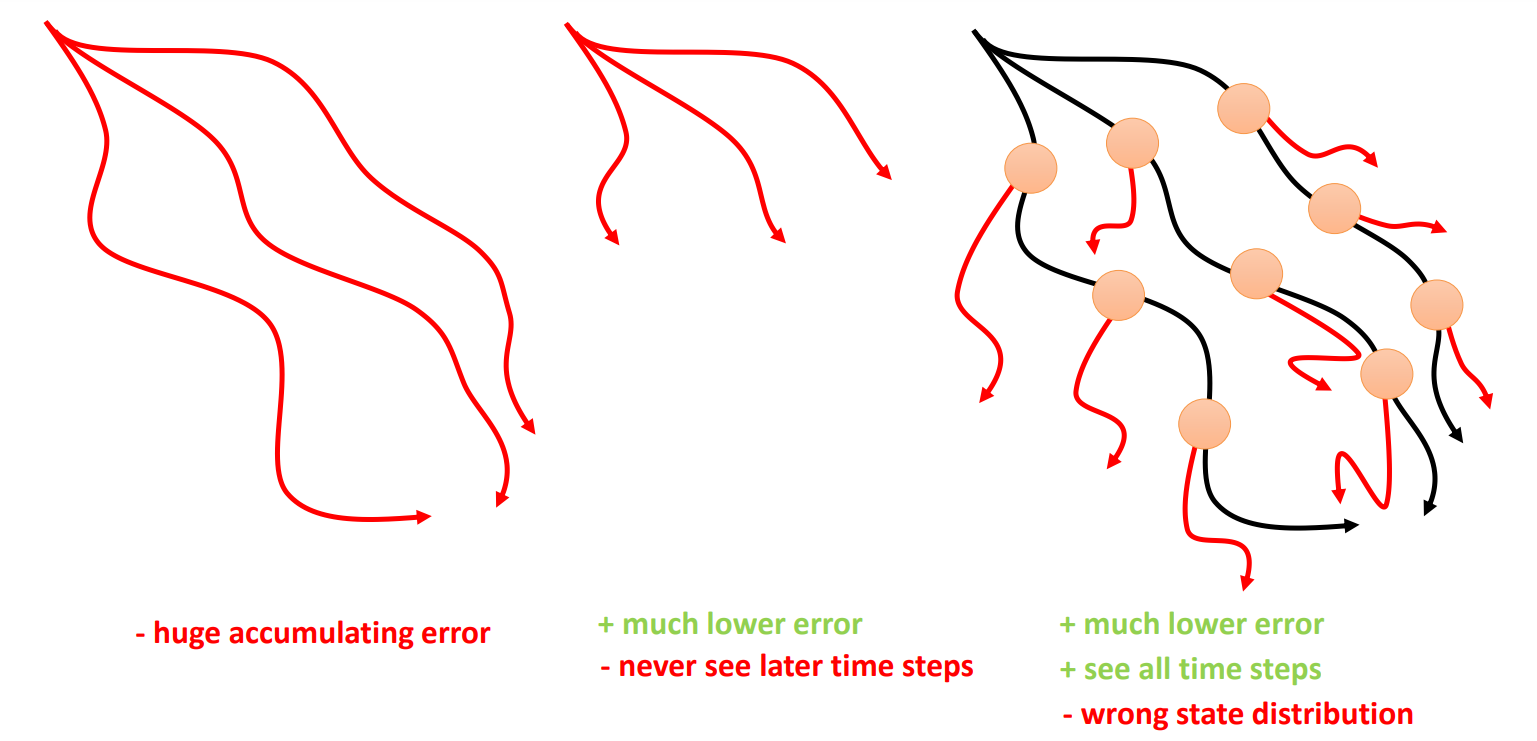 - huge accumulating error
+ much lower error
- never see later time steps
+ much lower error
+ see all time steps
- wrong state distribution